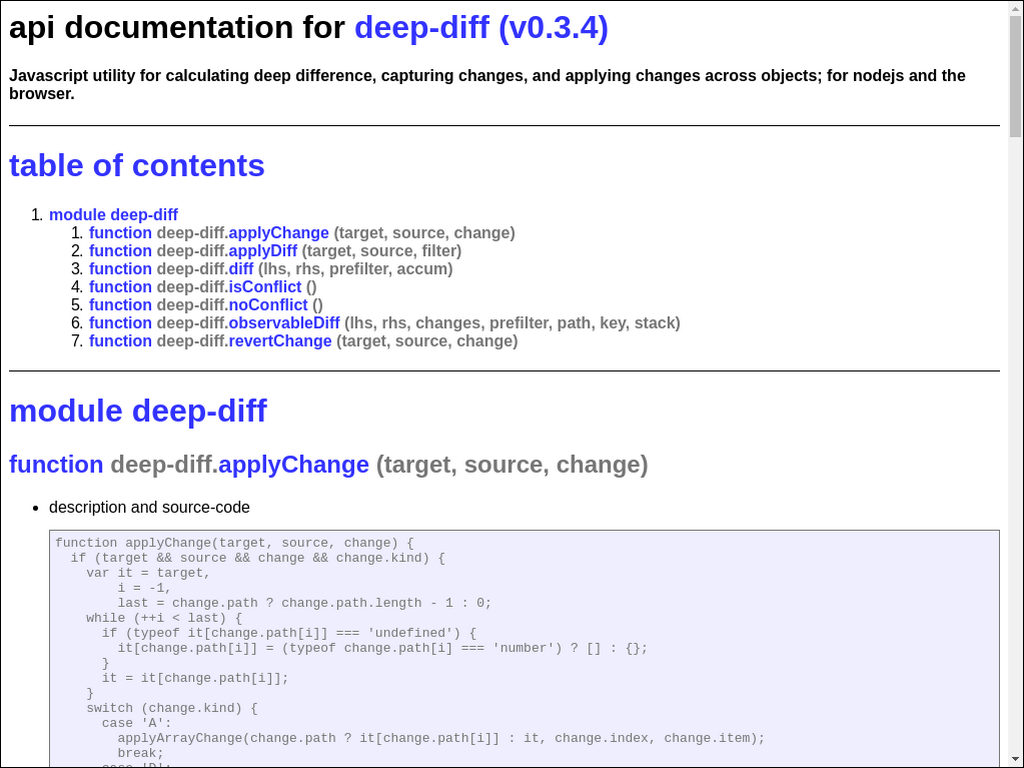 api documentation for deep-diff (v0.3.4)
Javascript utility for calculating deep difference, capturing changes, and applying changes across objects; for nodejs and the
browser.
table of contents
1. module deep-diff
1. function deep-diff.applyChange (target, source, change)
2. function deep-diff.applyDiff (target, source, filter)
3. function deep-diff.diff (lhs, rhs, prefilter, accum)
4. function deep-diff.isConflict ()
5. function deep-diff.noConflict ()
6. function deep-diff.observableDiff (lhs, rhs, changes, prefilter, path, key, stack)
7. function deep-diff.revertChange (target, source, change)
module deep-diff
function deep-diff.applyChange (target, source, change)
• description and source-code
function applyChange(target, source, change) {
  if (target && source && change && change.kind) {
    var it = target,
        i = -1,
        last = change.path ? change.path.length - 1 : 0;
    while (++i < last) {
      if (typeof it[change.path[i]] === 'undefined') {
        it[change.path[i]] = (typeof change.path[i] === 'number') ? [] : {};
      }
      it = it[change.path[i]];
    }
    switch (change.kind) {
      case 'A':
        applyArrayChange(change.path ? it[change.path[i]] : it, change.index, change.item);
        break;
      case 'D':